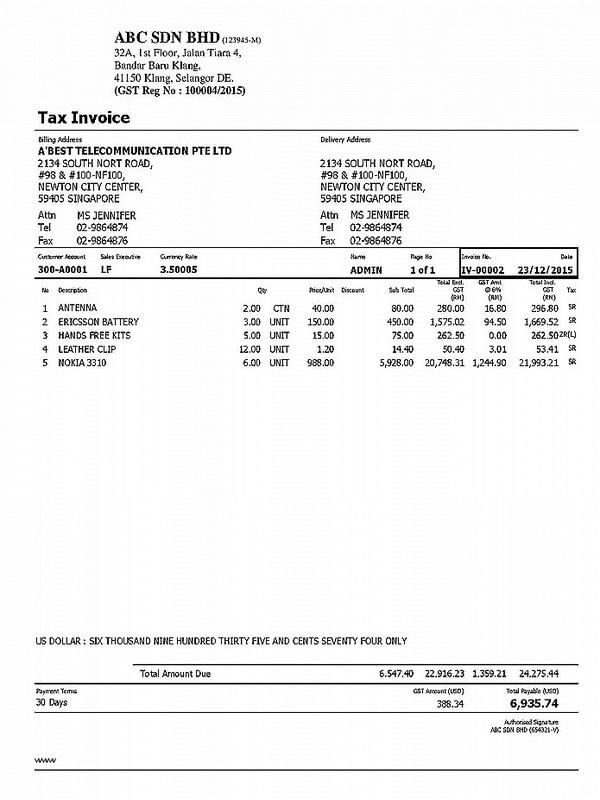 ABC SDN BHD (123945-M)
32A, 1st Floor, Jalan Tiara 4,
Bandar Baru Klang,
41150 Klang, Selangor DE.
(GST Reg No : 100004/2015)
Tax Invoice
Billing Address Delivery Address
A'BEST TELECOMMUNICATION PTE LTD
2134 SOUTH NORT ROAD, 2134 SOUTH NORT ROAD,
#98 & #100-NF100, #98 & #100-NF100,
NEWTON CITY CENTER, NEWTON CITY CENTER,
59405 SINGAPORE 59405 SINGAPORE
Attn MS JENNIFER Attn MS JENNIFER
Tel 02-9864874 Tel 02-9864874
Fax 02-9864876 Fax 02-9864876
Customer Account Sales Executive Currency Rate Name Page No Invoice No. Date
300-A0001 LF 3.50005 ADMIN 1 of 1 IV-00002 23/12/2015
No Description Qty Price/Unit Discount Sub Total Total Excl. GST (RM) GST Amt @ 6% (RM) Total Incl. GST (RM) Tax
1 ANTENNA 2.00 CTN 40.00 80.00 280.00 16.80 296.80 SR
2 ERICSSON BATTERY 3.00 UNIT 150.00 450.00 1,575.02 94.50 1,669.52 SR
3 HANDS FREE KITS 5.00 UNIT 15.00 75.00 262.50 0.00 262.50 ZR(L)
4 LEATHER CLIP 12.00 UNIT 1.20 14.40 50.40 3.01 53.41 SR
5 NOKIA 3310 6.00 UNIT 988.00 5,928.00 20,748.31 1,244.90 21,993.21 SR
US DOLLAR : SIX THOUSAND NINE HUNDRED THIRTY FIVE AND CENTS SEVENTY FOUR ONLY
Total Amount Due 6.547.40 22,916.23 1,359.21 24,275.44
Payment Terms GST Amount (USD) Total Payable (USD)
30 Days 388.34 6,935.74
Authorised Signature
ABC SDN BHD (654321-V)
wwww